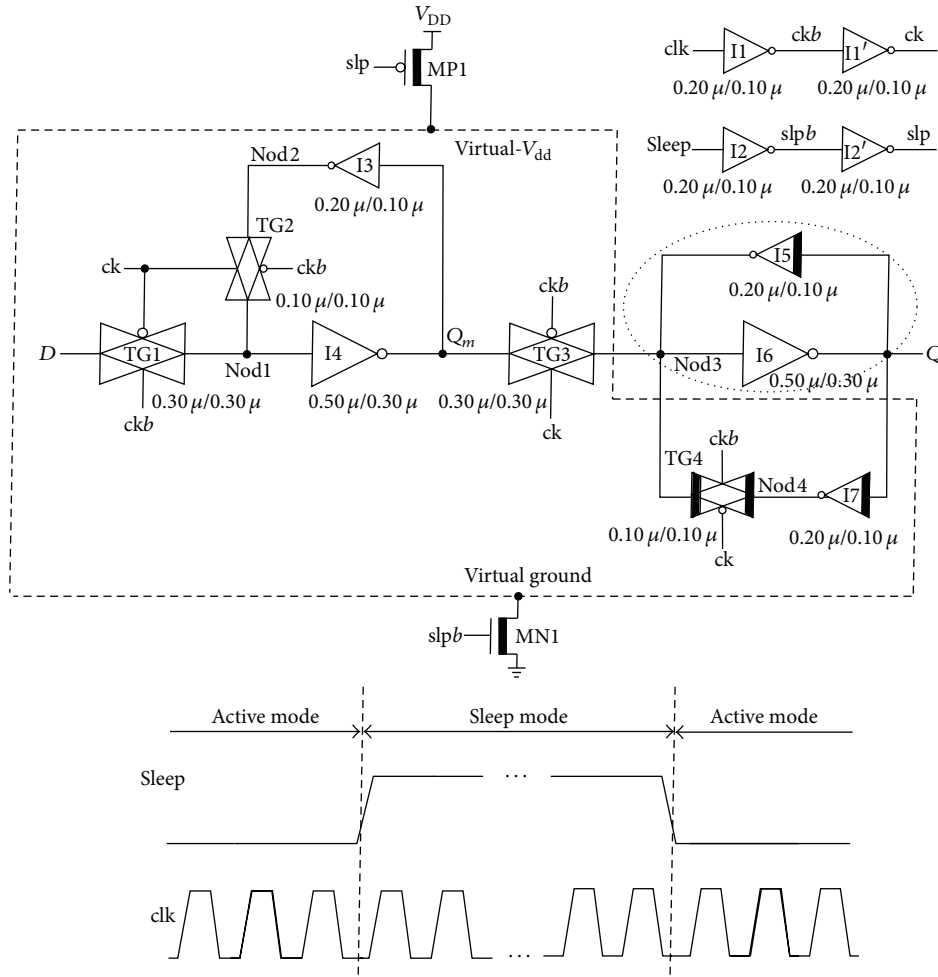 V_DD
slp
MP1
clk
I1
ckb
I1′
ck
0.20 μ/0.10 μ
0.20 μ/0.10 μ
Sleep
I2
slpb
I2′
slp
0.20 μ/0.10 μ
0.20 μ/0.10 μ
Virtual-V_dd
Nod2
I3
0.20 μ/0.10 μ
TG2
ck
ckb
0.10 μ/0.10 μ
D
TG1
Nod1
0.30 μ/0.30 μ
ckb
I4
0.50 μ/0.30 μ
Q_m
ckb
TG3
0.30 μ/0.30 μ
ck
I5
0.20 μ/0.10 μ
Nod3
I6
0.50 μ/0.30 μ
Q
ckb
TG4
Nod4
I7
0.10 μ/0.10 μ
0.20 μ/0.10 μ
ck
Virtual ground
slpb
MN1
Active mode
Sleep mode
Active mode
Sleep
...
clk
...